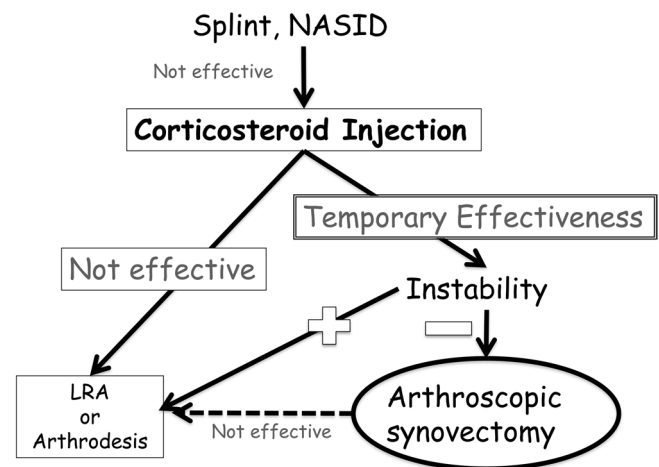 Splint, NASID
Not effective
Corticosteroid Injection
Temporary Effectiveness
Not effective
Instability
LRA
or
Arthrodesis
Arthroscopic
synovectomy
Not effective